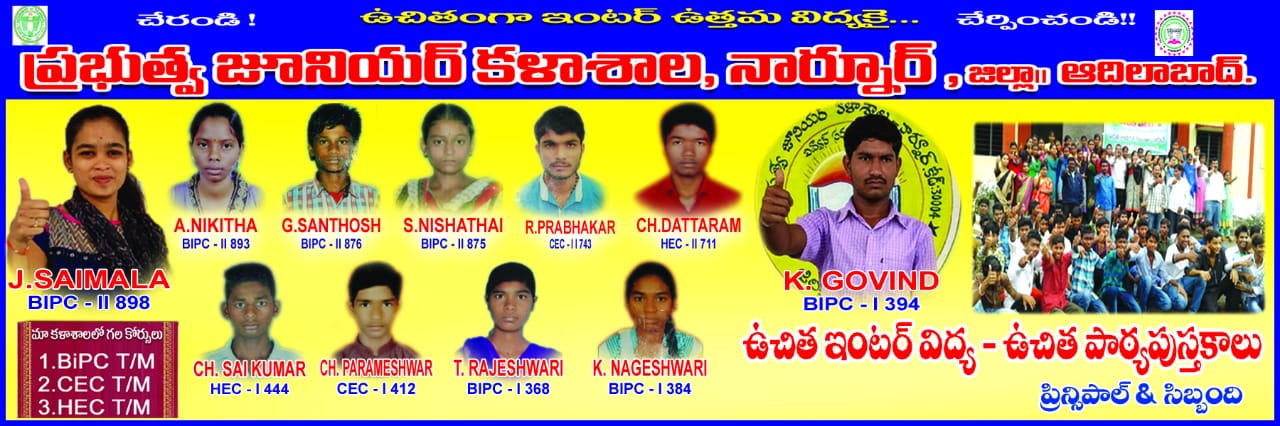 చేరండి !
ఉచితంగా ఇంటర్ ఉత్తమ విద్యకై...
చేర్పించండి!!
ప్రభుత్వ జూనియర్ కళాశాల, నార్నూర్ , జిల్లా॥ ఆదిలాబాద్.
A.NIKITHA
BIPC - II 893
G.SANTHOSH
BIPC - II 876
S.NISHATHAI
BIPC - II 875
R.PRABHAKAR
CEC - I I 743
CH.DATTARAM
HEC - II 711
J.SAIMALA
BIPC - II 898
K. GOVIND
BIPC - I 394
CH. SAI KUMAR
HEC - I 444
CH. PARAMESHWAR
CEC - I 412
T. RAJESHWARI
BIPC - I 368
K. NAGESHWARI
BIPC - I 384
మా కళాశాలలో గల కోర్సులు
1.BiPC T/M
2.CEC T/M
3.HEC T/M
ఉచిత ఇంటర్ విద్య - ఉచిత పాఠ్యపుస్తకాలు
ప్రిన్సిపాల్ & సిబ్బంది